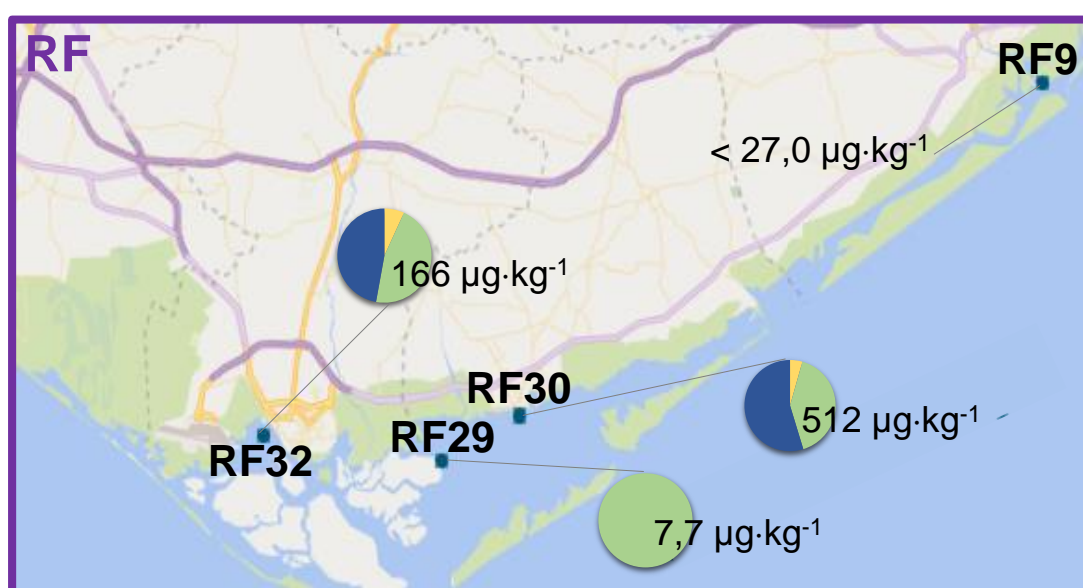 RF
RF9
< 27,0 µg·kg⁻¹
166 µg·kg⁻¹
RF30
512 µg·kg⁻¹
RF29
RF32
7,7 µg·kg⁻¹